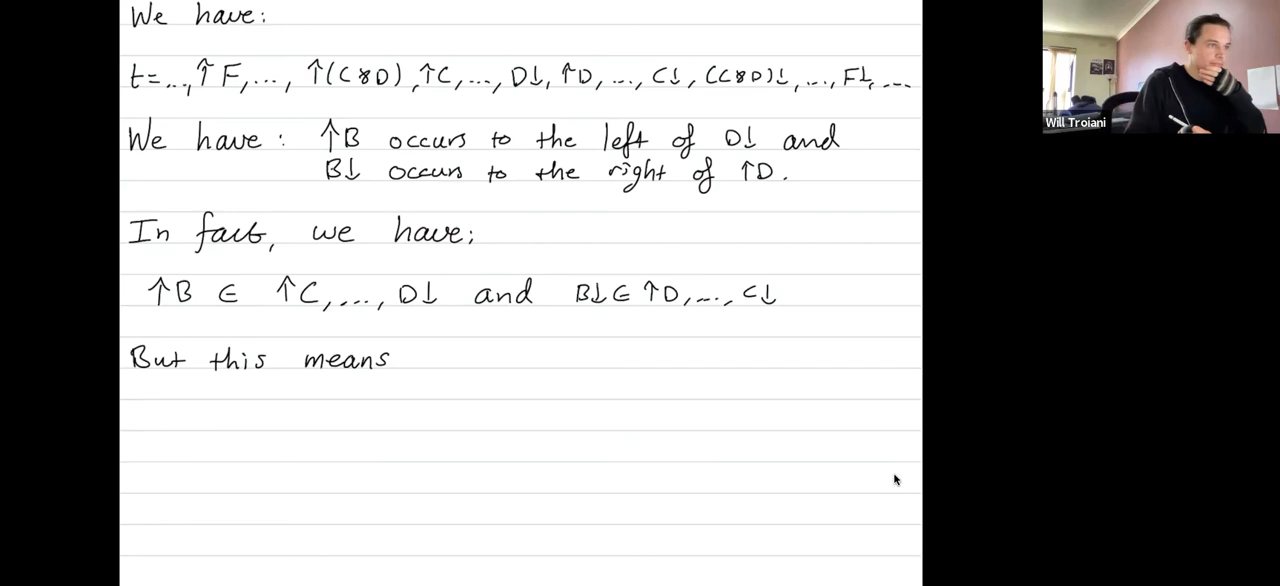 We have:
t=..., ↑F, ..., ↑(C⅋D), ↑C, ..., D↓, ↑D, ..., C↓, (C⅋D)↓, ..., F↓, ...
We have: ↑B occurs to the left of D↓ and
B↓ occurs to the right of ↑D.
In fact, we have:
↑B ∈ ↑C, ..., D↓ and B↓ ∈ ↑D, ..., C↓
But this means
Will Troiani